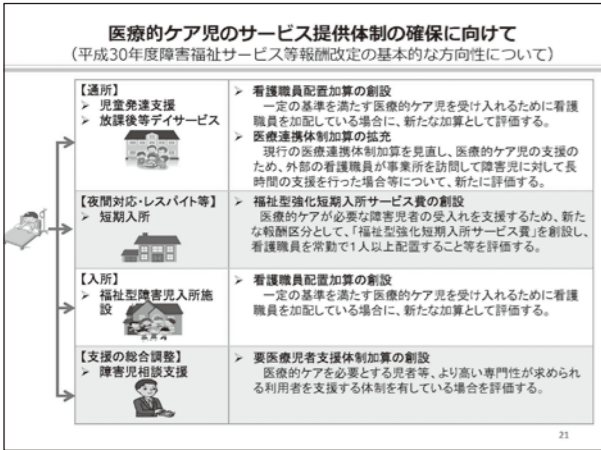 医療的ケア児のサービス提供体制の確保に向けて
(平成30年度障害福祉サービス等報酬改定の基本的な方向性について)
【通所】
➢ 児童発達支援
➢ 放課後等デイサービス
➢ 看護職員配置加算の創設
一定の基準を満たす医療的ケア児を受け入れるために看護
職員を加配している場合に、新たな加算として評価する。
➢ 医療連携体制加算の拡充
現行の医療連携体制加算を見直し、医療的ケア児の支援の
ため、外部の看護職員が事業所を訪問して障害児に対して長
時間の支援を行った場合等について、新たに評価する。
【夜間対応・レスパイト等】
➢ 短期入所
➢ 福祉型強化短期入所サービス費の創設
医療的ケアが必要な障害児者の受入れを支援するため、新た
な報酬区分として、「福祉型強化短期入所サービス費」を創設し、
看護職員を常勤で1人以上配置すること等を評価する。
【入所】
➢ 福祉型障害児入所施
設
➢ 看護職員配置加算の創設
一定の基準を満たす医療的ケア児を受け入れるために看護
職員を加配している場合に、新たな加算として評価する。
【支援の総合調整】
➢ 障害児相談支援
➢ 要医療児者支援体制加算の創設
医療的ケアを必要とする児者等、より高い専門性が求められ
る利用者を支援する体制を有している場合を評価する。
21